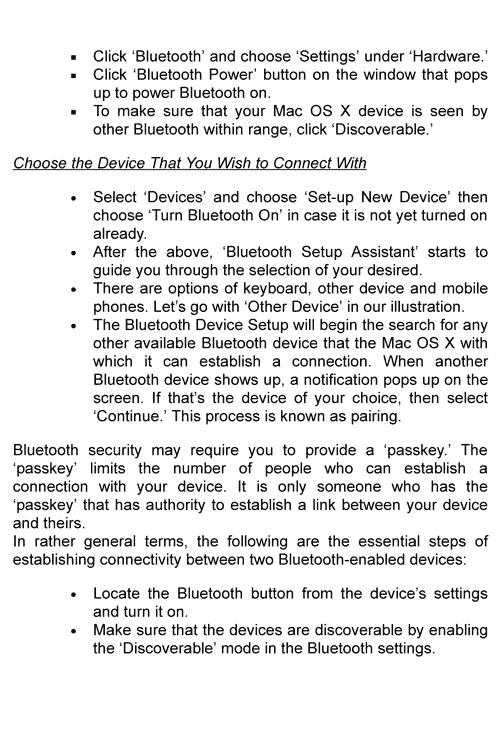 ▪ Click ‘Bluetooth’ and choose ‘Settings’ under ‘Hardware.’
▪ Click ‘Bluetooth Power’ button on the window that pops
up to power Bluetooth on.
▪ To make sure that your Mac OS X device is seen by
other Bluetooth within range, click ‘Discoverable.’
Choose the Device That You Wish to Connect With
• Select ‘Devices’ and choose ‘Set-up New Device’ then
choose ‘Turn Bluetooth On’ in case it is not yet turned on
already.
• After the above, ‘Bluetooth Setup Assistant’ starts to
guide you through the selection of your desired.
• There are options of keyboard, other device and mobile
phones. Let’s go with ‘Other Device’ in our illustration.
• The Bluetooth Device Setup will begin the search for any
other available Bluetooth device that the Mac OS X with
which it can establish a connection. When another
Bluetooth device shows up, a notification pops up on the
screen. If that’s the device of your choice, then select
‘Continue.’ This process is known as pairing.
Bluetooth security may require you to provide a ‘passkey.’ The
‘passkey’ limits the number of people who can establish a
connection with your device. It is only someone who has the
‘passkey’ that has authority to establish a link between your device
and theirs.
In rather general terms, the following are the essential steps of
establishing connectivity between two Bluetooth-enabled devices:
• Locate the Bluetooth button from the device’s settings
and turn it on.
• Make sure that the devices are discoverable by enabling
the ‘Discoverable’ mode in the Bluetooth settings.